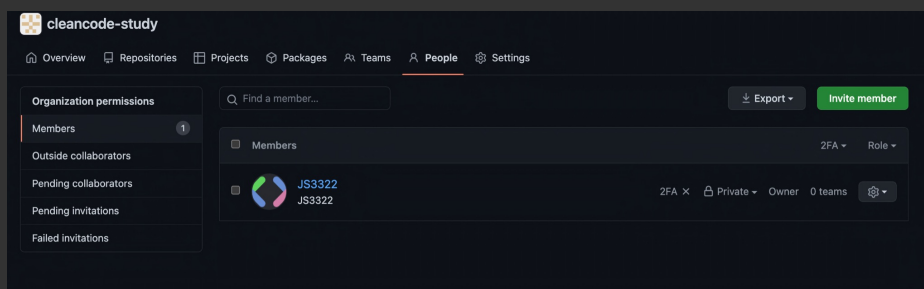 cleancode-study
Overview Repositories Projects Packages Teams People Settings
Organization permissions
Members 1
Outside collaborators
Pending collaborators
Pending invitations
Failed invitations
Find a member... Export Invite member
Members 2FA Role
JS3322
JS3322
2FA Private Owner 0 teams